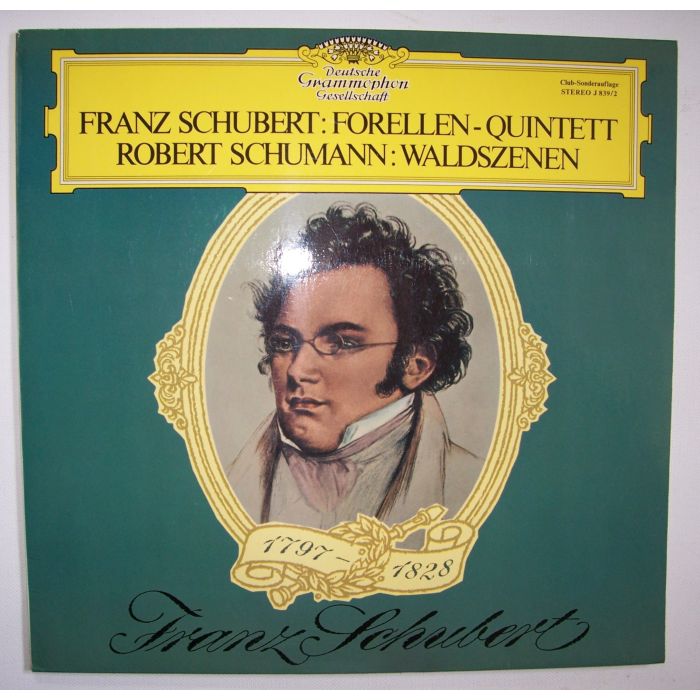 Deutsche
Grammophon
Gesellschaft
Club-Sonderauflage
STEREO J 839/2
FRANZ SCHUBERT: FORELLEN-QUINTETT
ROBERT SCHUMANN: WALDSZENEN
1797-
1828
Franz Schubert